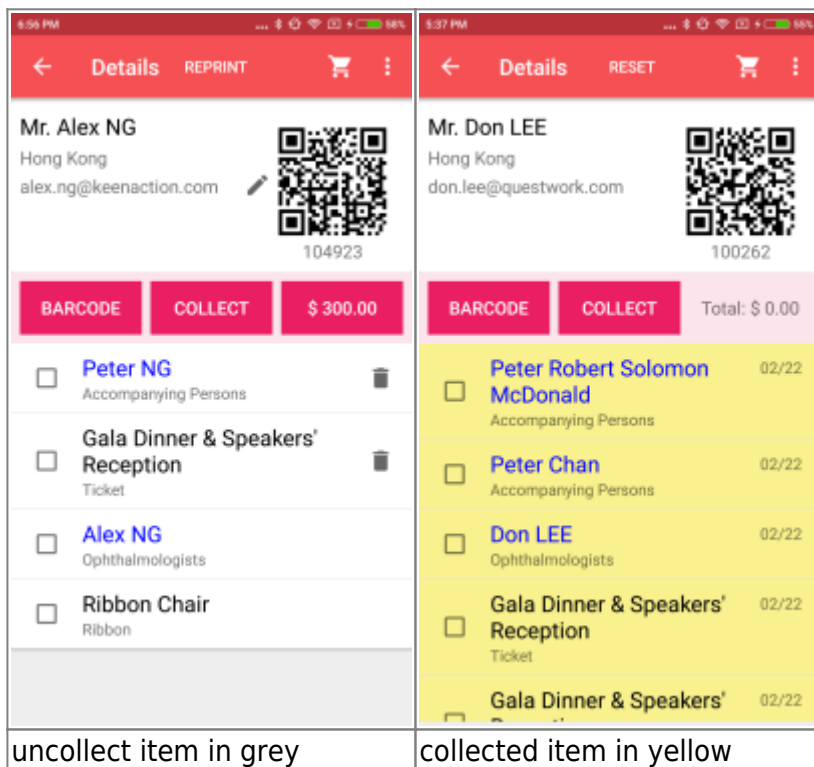 6:56 PM ... 58%
Details REPRINT
Mr. Alex NG
Hong Kong
alex.ng@keenaction.com
104923
BARCODE COLLECT $ 300.00
Peter NG
Accompanying Persons
Gala Dinner & Speakers'
Reception
Ticket
Alex NG
Ophthalmologists
Ribbon Chair
Ribbon
uncollect item in grey
5:37 PM ... 55%
Details RESET
Mr. Don LEE
Hong Kong
don.lee@questwork.com
100262
BARCODE COLLECT Total: $ 0.00
Peter Robert Solomon 02/22
McDonald
Accompanying Persons
Peter Chan 02/22
Accompanying Persons
Don LEE 02/22
Ophthalmologists
Gala Dinner & Speakers' 02/22
Reception
Ticket
Gala Dinner & Speakers' 02/22
collected item in yellow